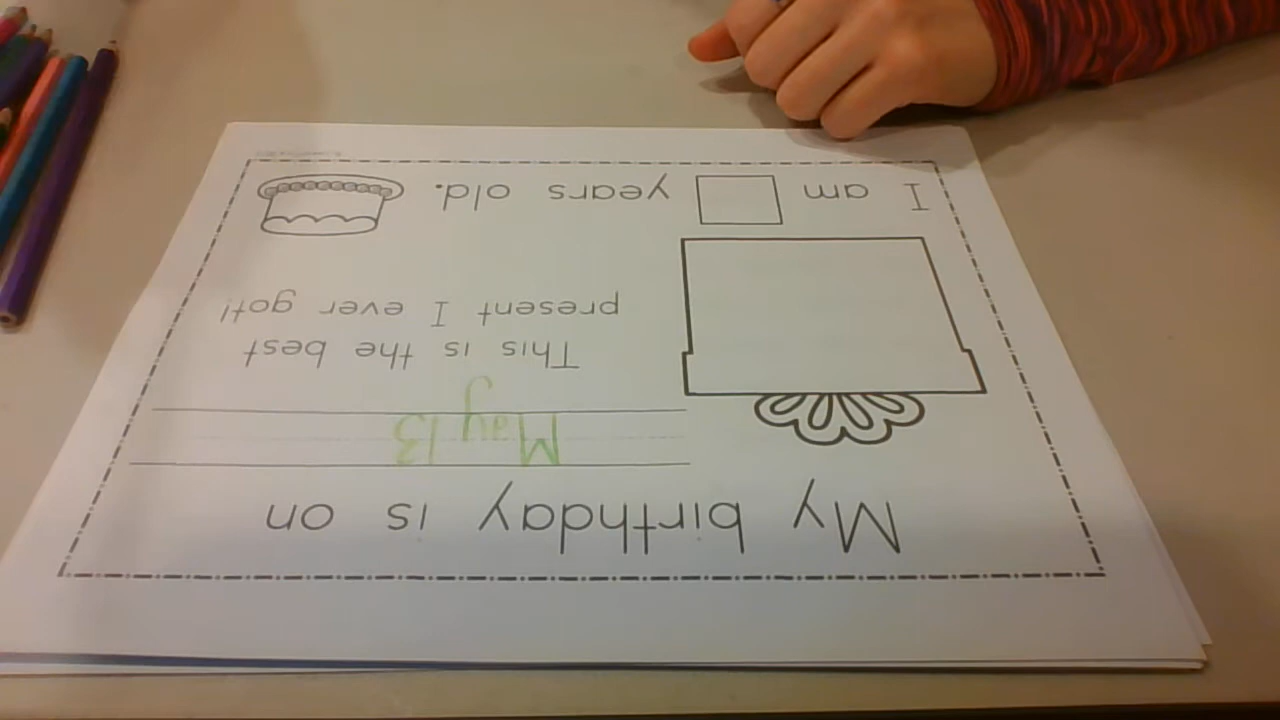 My birthday is on
May 13
This is the best
present I ever got!
I am
years old.